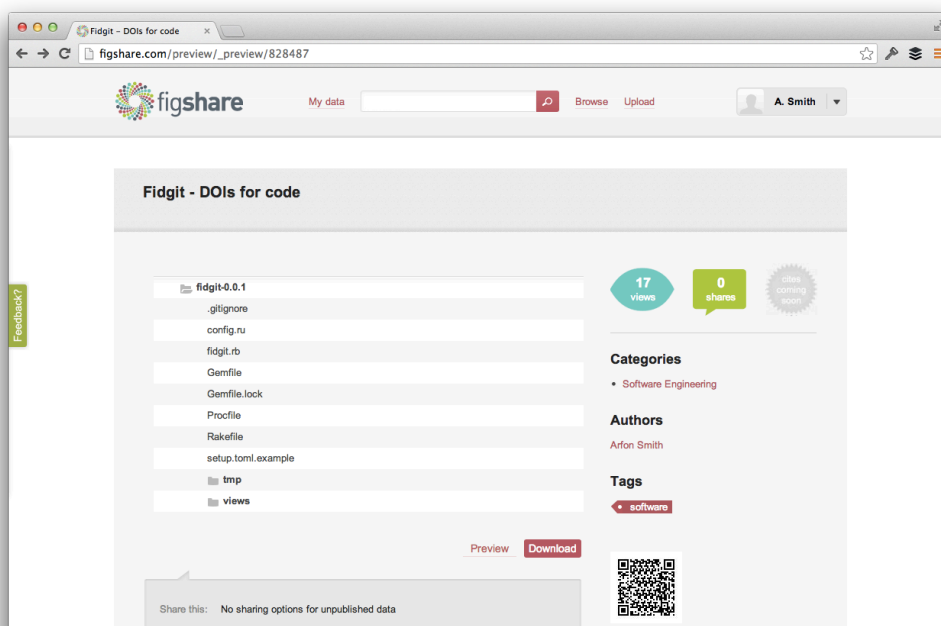 Fidgit – DOIs for code
figshare.com/preview/_preview/828487
figshare
My data
Browse
Upload
A. Smith
Fidgit - DOIs for code
Feedback?
fidgit-0.0.1
.gitignore
config.ru
fidgit.rb
Gemfile
Gemfile.lock
Procfile
Rakefile
setup.toml.example
tmp
views
17
views
0
shares
cites
coming
soon
Categories
Software Engineering
Authors
Arfon Smith
Tags
software
Preview
Download
Share this: No sharing options for unpublished data